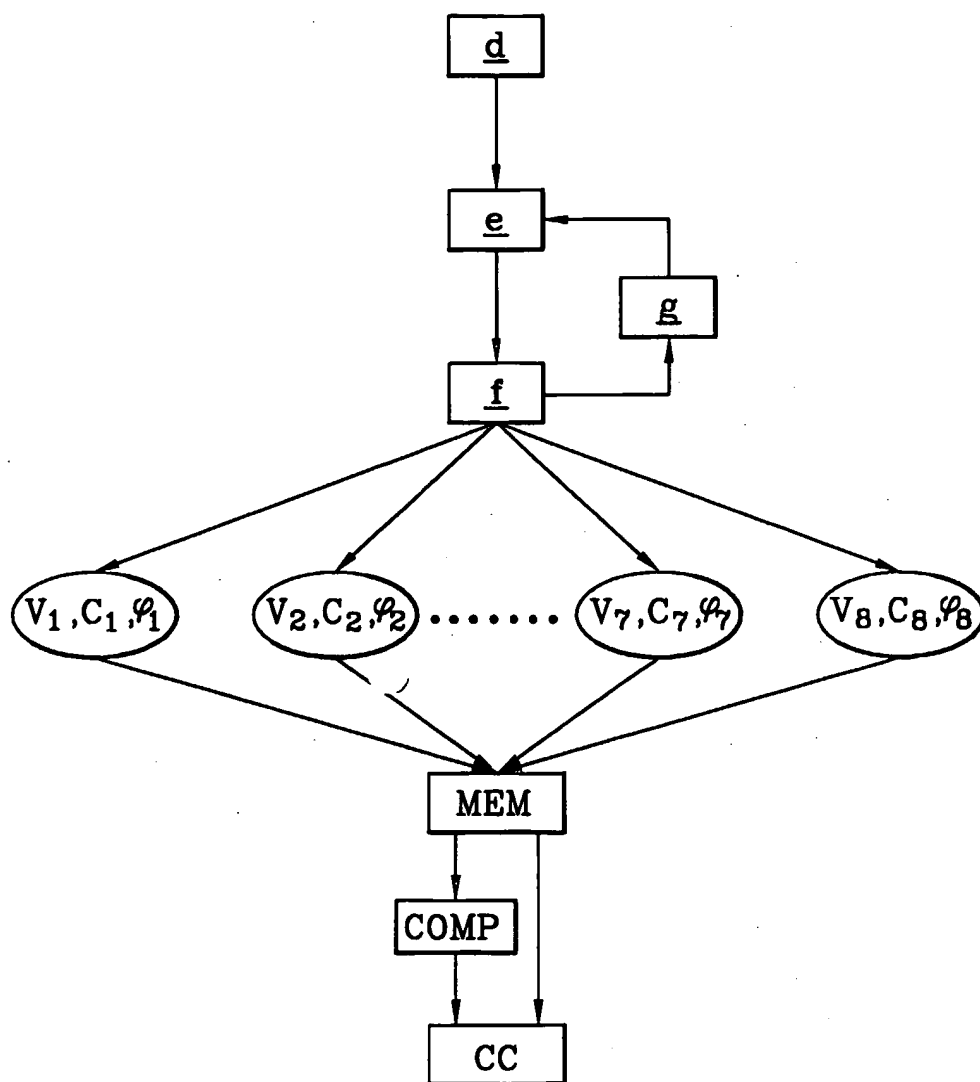 d
e
g
f
V1,C1,φ1
V2,C2,φ2
V7,C7,φ7
V8,C8,φ8
MEM
COMP
CC